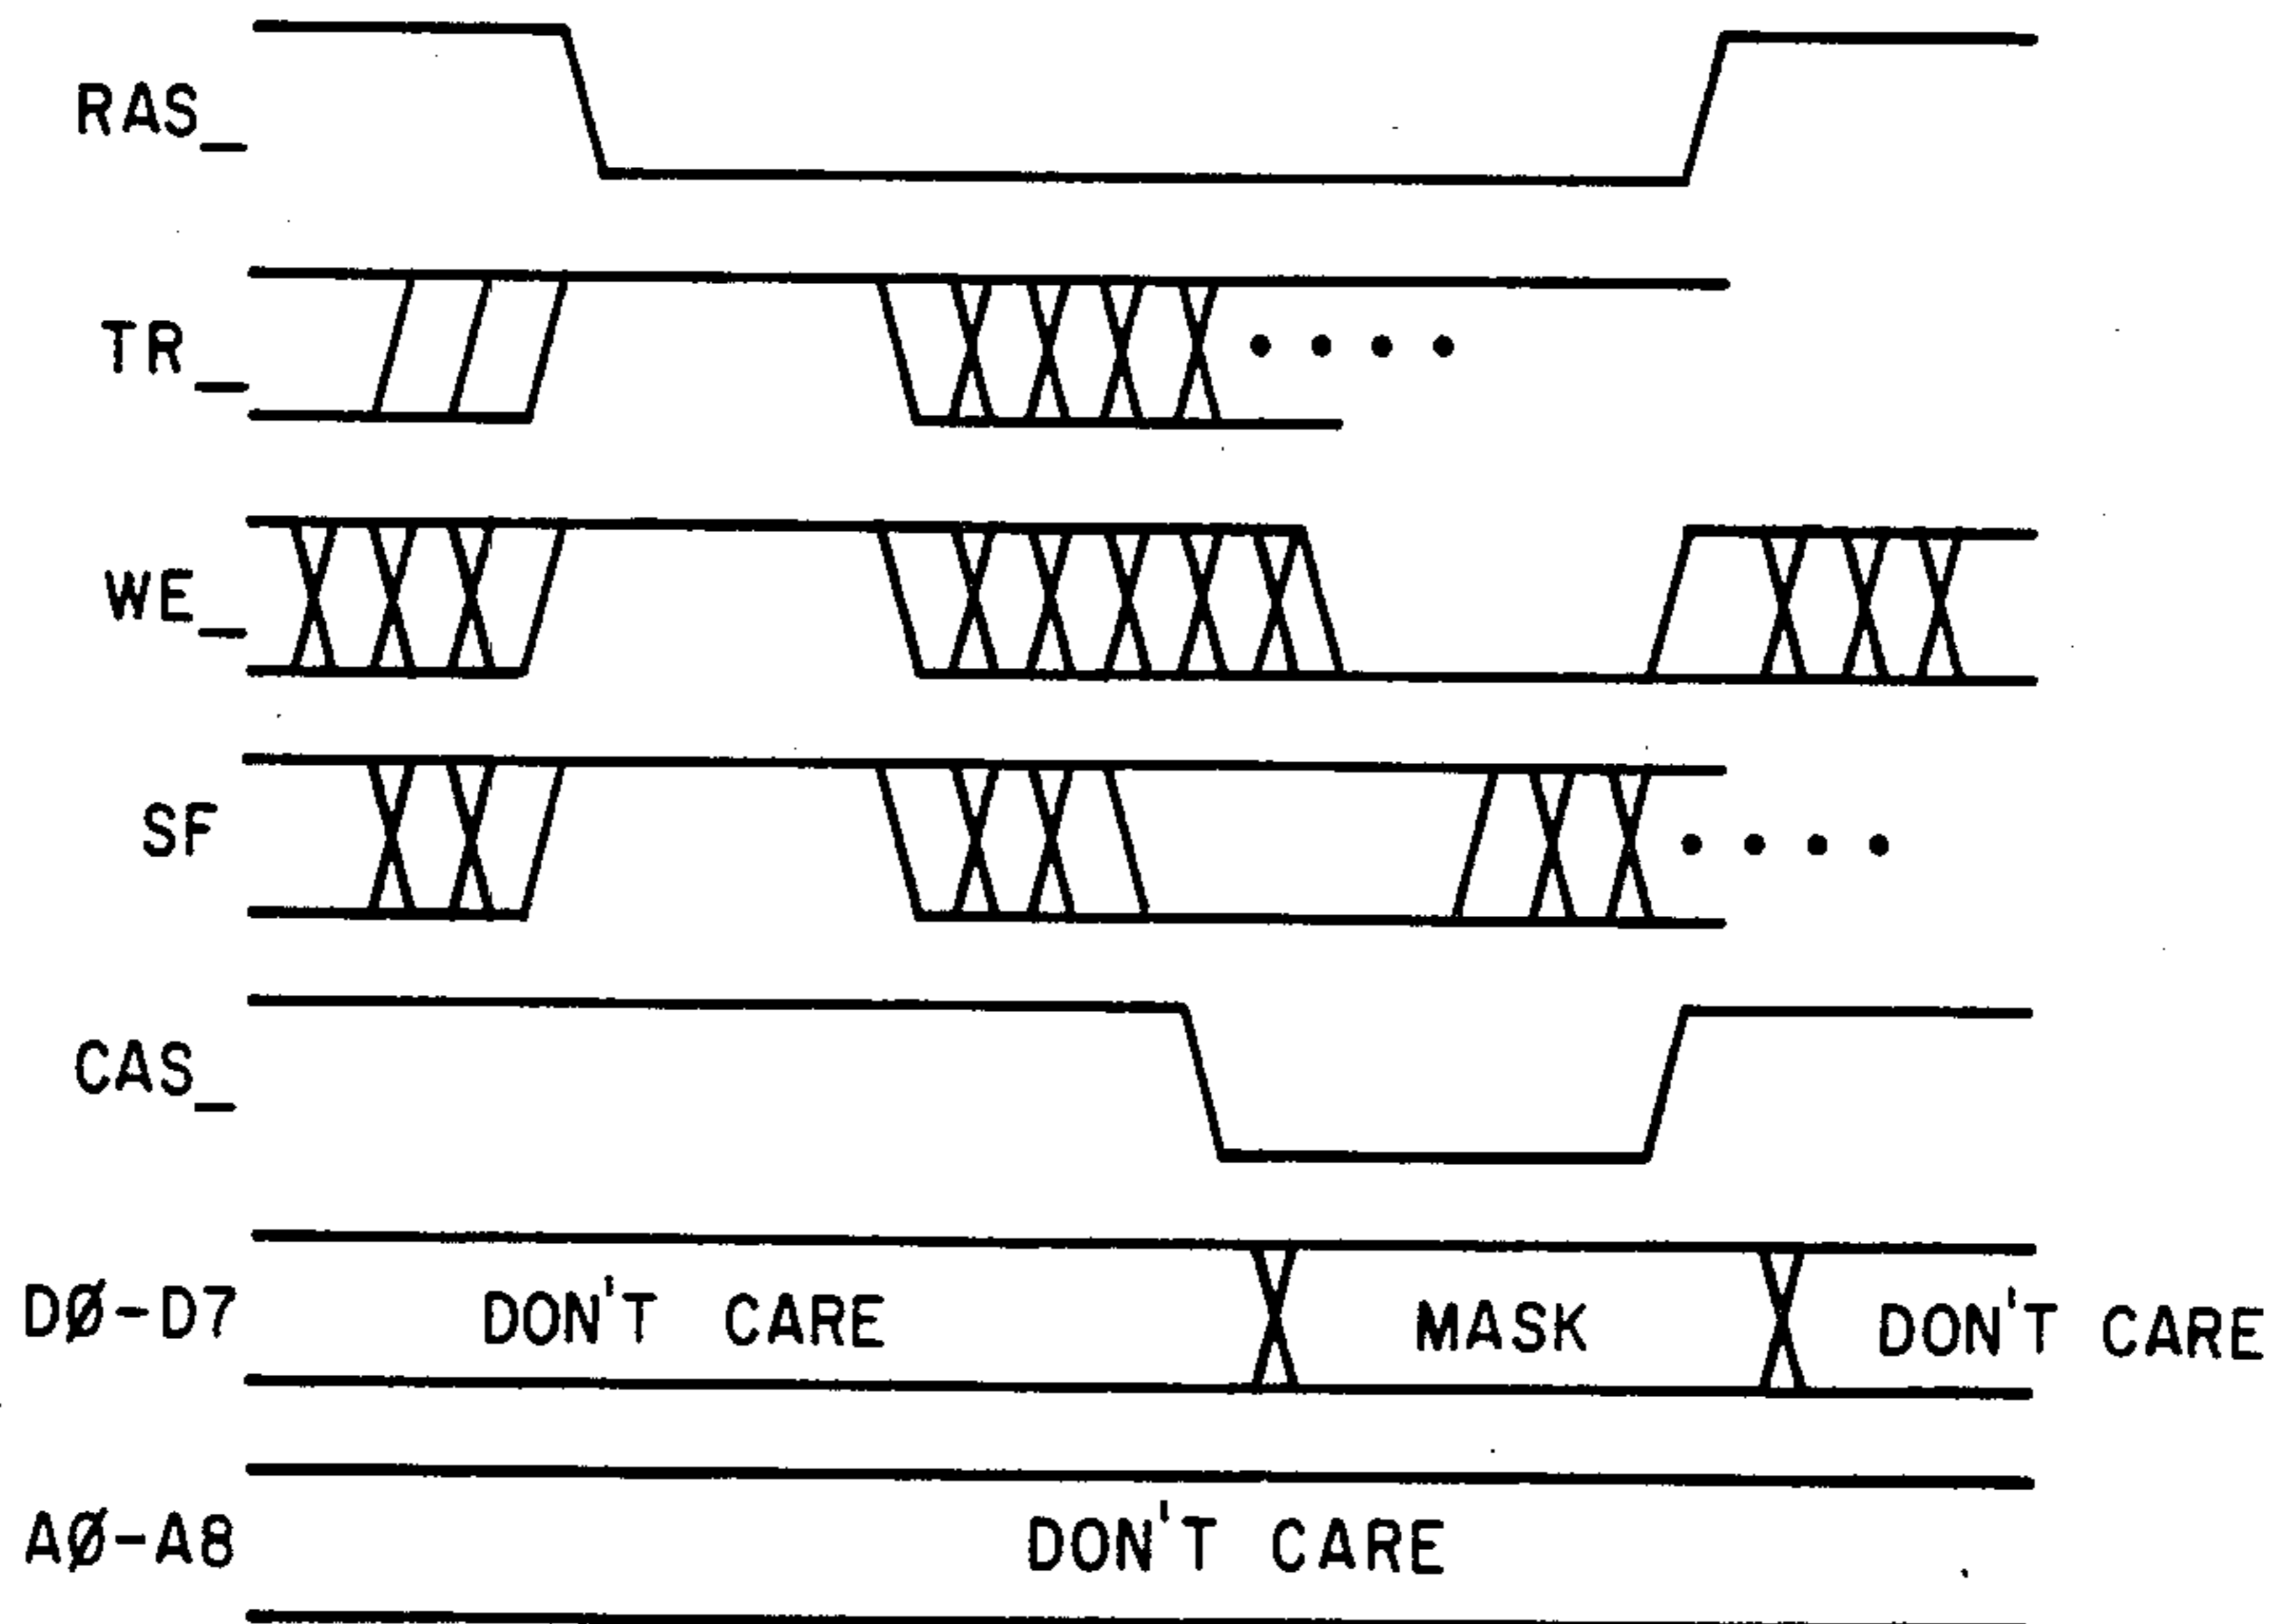 RAS_
TR_
WE_
SF
CAS_
DØ-D7 DON'T CARE MASK DON'T CARE
AØ-A8 DON'T CARE